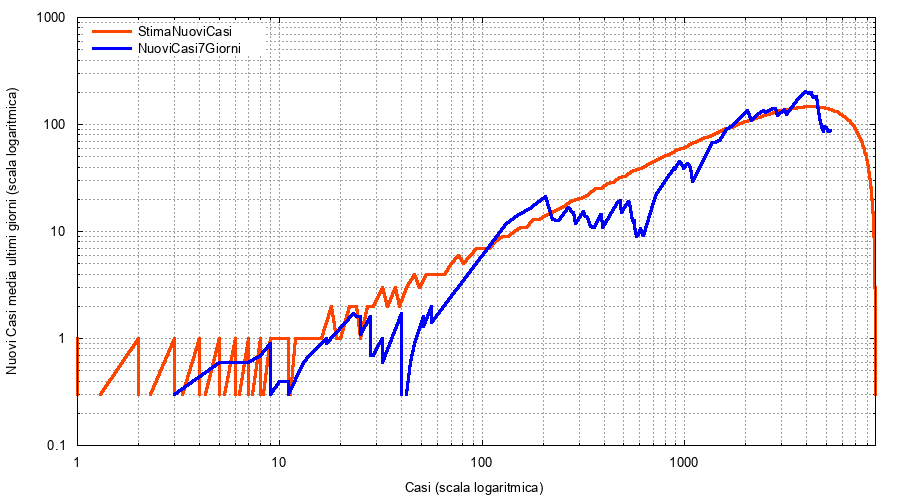 1000
StimaNuoviCasi
NuoviCasi7Giorni
100
10
1
0.1
Nuovi Casi media ultimi giorni (scala logaritmica)
1 10 100 1000
Casi (scala logaritmica)